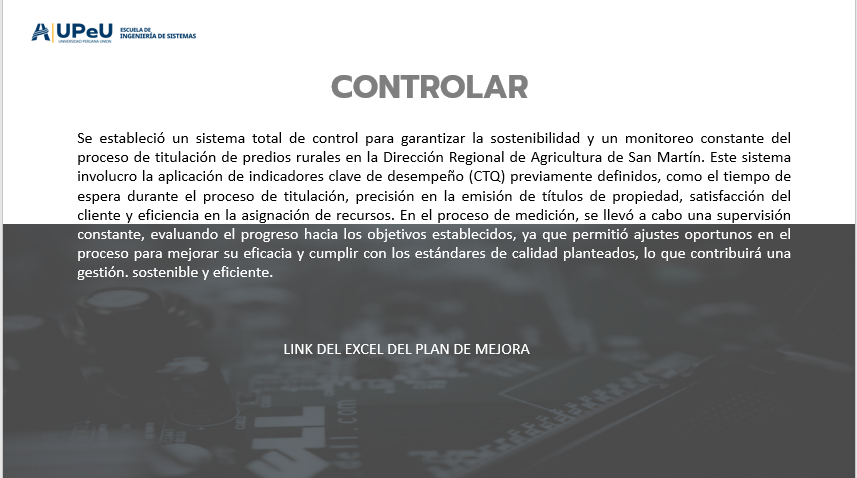 UPeU
UNIVERSIDAD PERUANA UNIÓN
ESCUELA DE
INGENIERÍA DE SISTEMAS
CONTROLAR
Se estableció un sistema total de control para garantizar la sostenibilidad y un monitoreo constante del
proceso de titulación de predios rurales en la Dirección Regional de Agricultura de San Martín. Este sistema
involucro la aplicación de indicadores clave de desempeño (CTQ) previamente definidos, como el tiempo de
espera durante el proceso de titulación, precisión en la emisión de títulos de propiedad, satisfacción del
cliente y eficiencia en la asignación de recursos. En el proceso de medición, se llevó a cabo una supervisión
constante, evaluando el progreso hacia los objetivos establecidos, ya que permitió ajustes oportunos en el
proceso para mejorar su eficacia y cumplir con los estándares de calidad planteados, lo que contribuirá una
gestión. sostenible y eficiente.
LINK DEL EXCEL DEL PLAN DE MEJORA